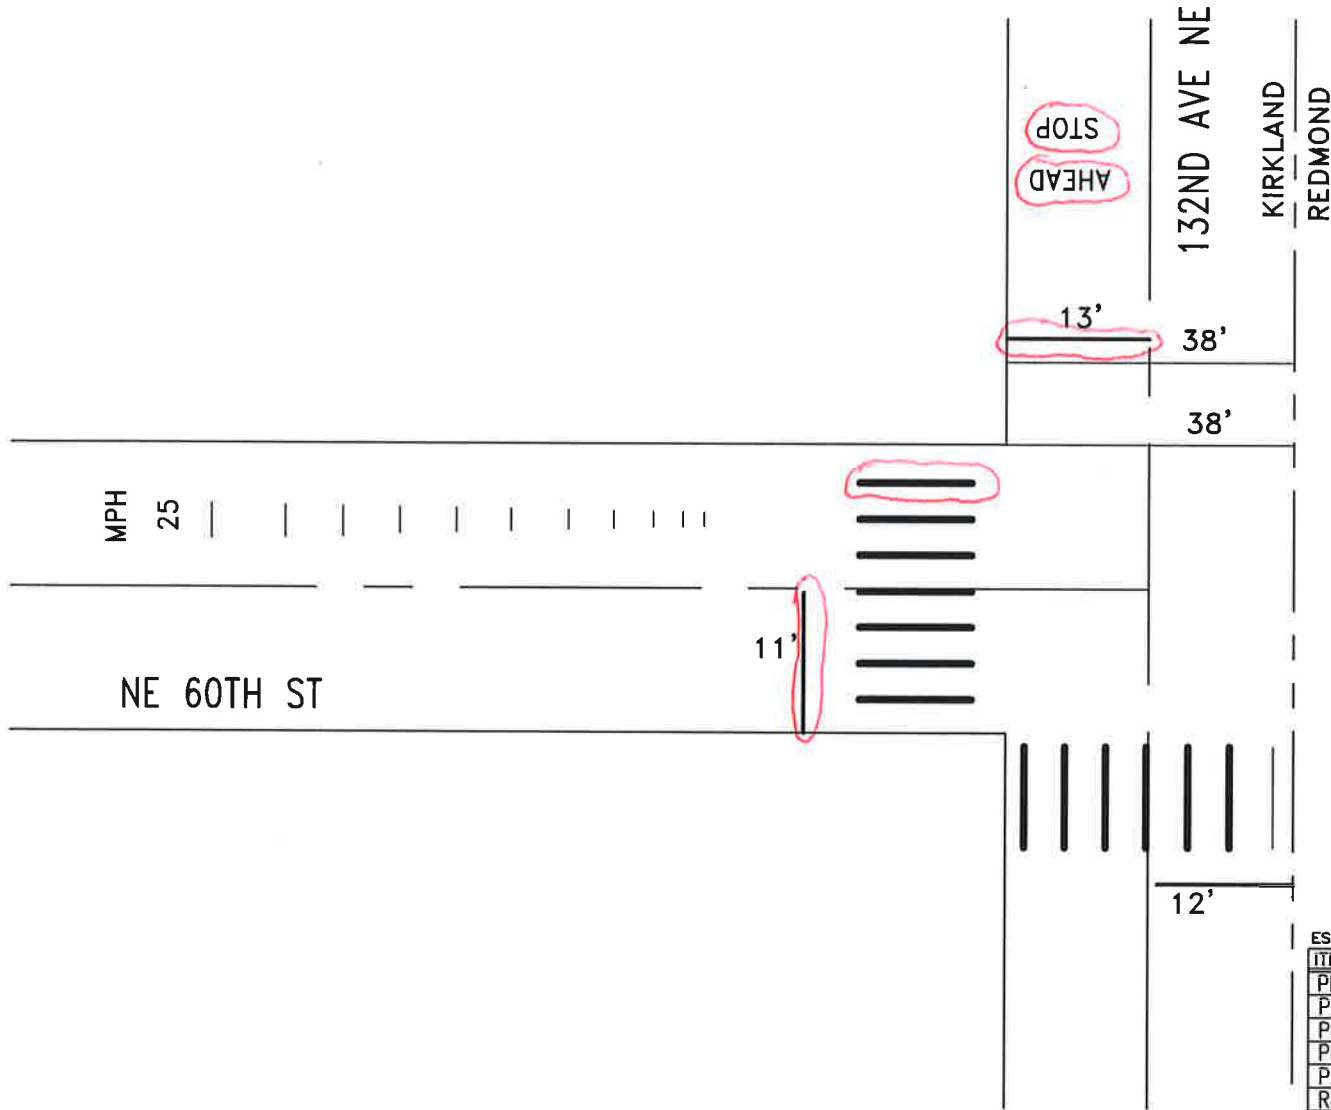 132ND AVE NE
KIRKLAND
REDMOND
STOP
AHEAD
13'
38'
38'
MPH
25
11'
NE 60TH ST
12'